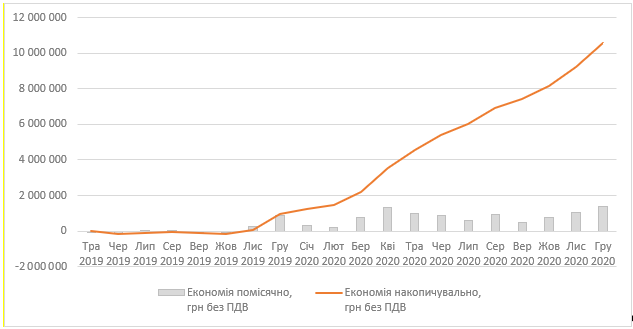 12 000 000
10 000 000
8 000 000
6 000 000
4 000 000
2 000 000
0
-2 000 000
Тра Чер Лип Сер Вер Жов Лис Гру Січ Лют Бер Кві Тра Чер Лип Сер Вер Жов Лис Гру
2019 2019 2019 2019 2019 2019 2019 2019 2020 2020 2020 2020 2020 2020 2020 2020 2020 2020 2020 2020
Економія помісячно, Економія накопичувально,
грн без ПДВ грн без ПДВ